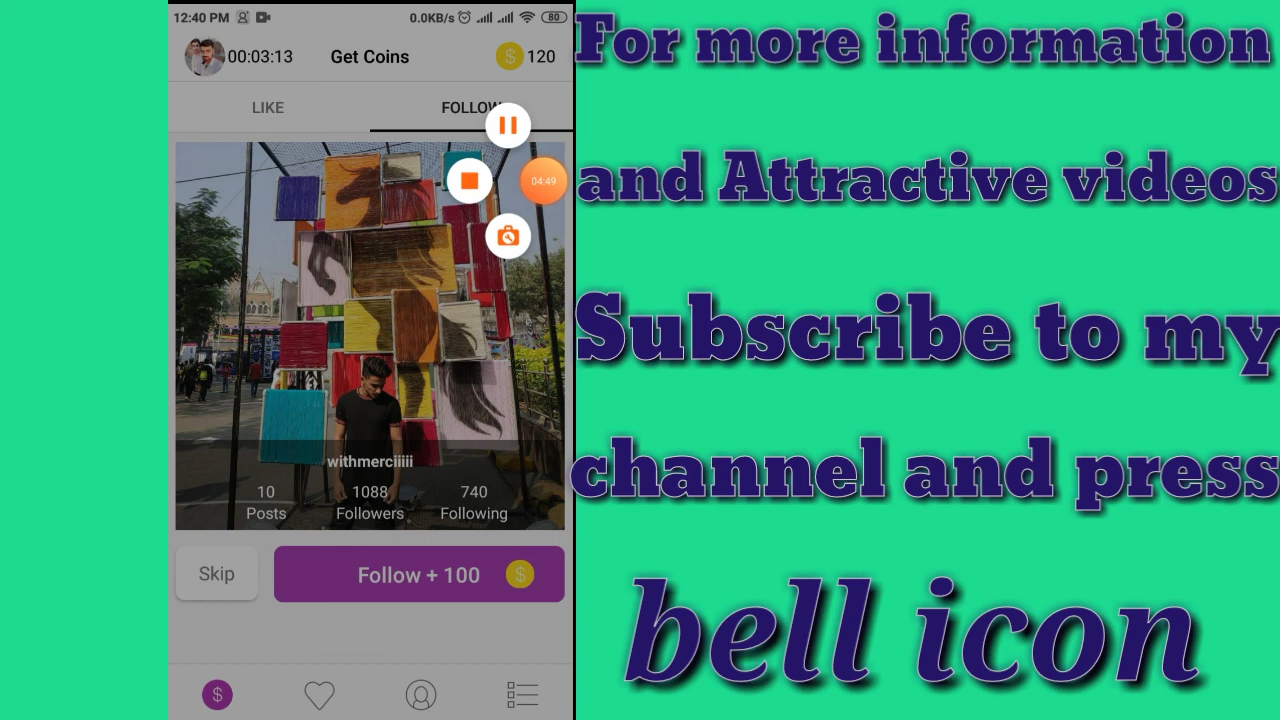 12:40 PM
0.0KB/s
80
00:03:13
Get Coins
$ 120
LIKE
FOLLOW
04:49
withmerciiiii
10
1088
740
Posts
Followers
Following
Skip
Follow + 100 $
$
For more information
and Attractive videos
Subscribe to my
channel and press
bell icon